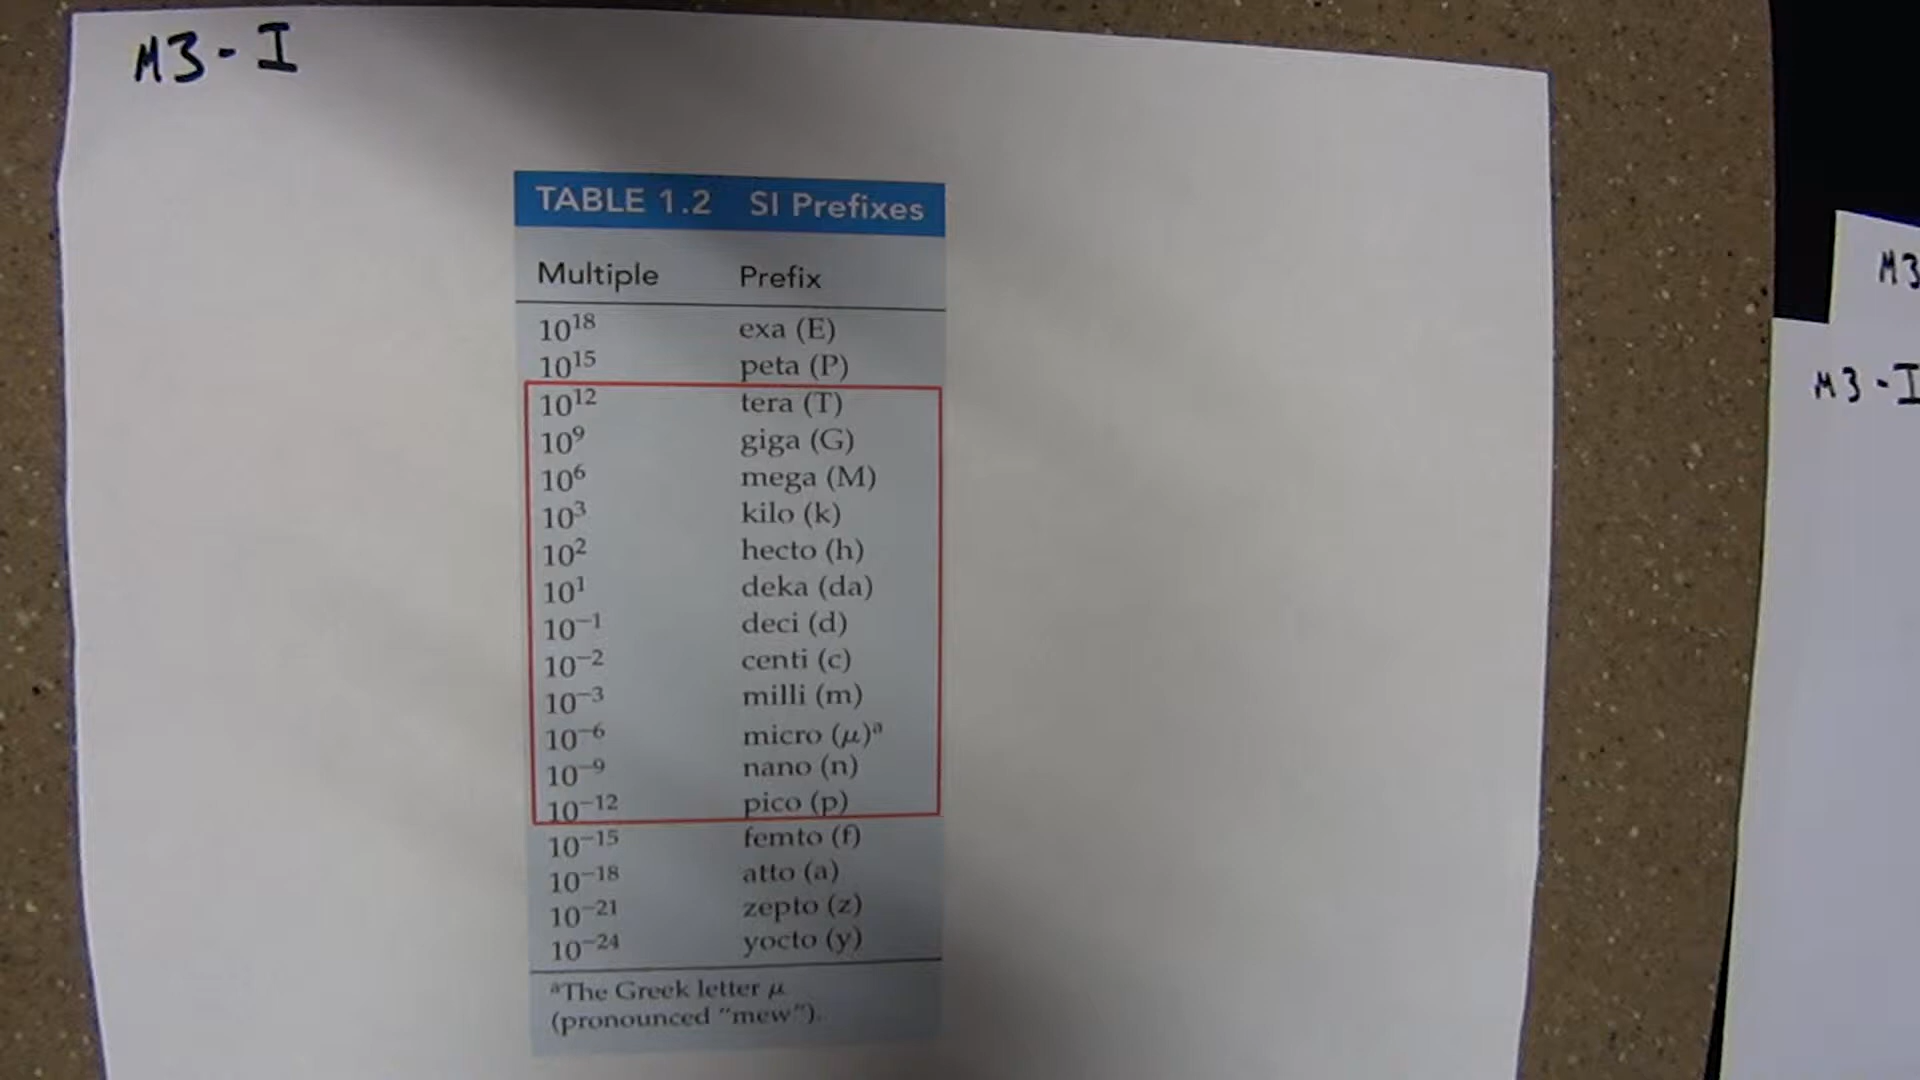 M3-I
TABLE 1.2 SI Prefixes
Multiple Prefix
10¹⁸ exa (E)
10¹⁵ peta (P)
10¹² tera (T)
10⁹ giga (G)
10⁶ mega (M)
10³ kilo (k)
10² hecto (h)
10¹ deka (da)
10⁻¹ deci (d)
10⁻² centi (c)
10⁻³ milli (m)
10⁻⁶ micro (μ)ᵃ
10⁻⁹ nano (n)
10⁻¹² pico (p)
10⁻¹⁵ femto (f)
10⁻¹⁸ atto (a)
10⁻²¹ zepto (z)
10⁻²⁴ yocto (y)
ᵃThe Greek letter μ
(pronounced “mew”).
M3
M3-I